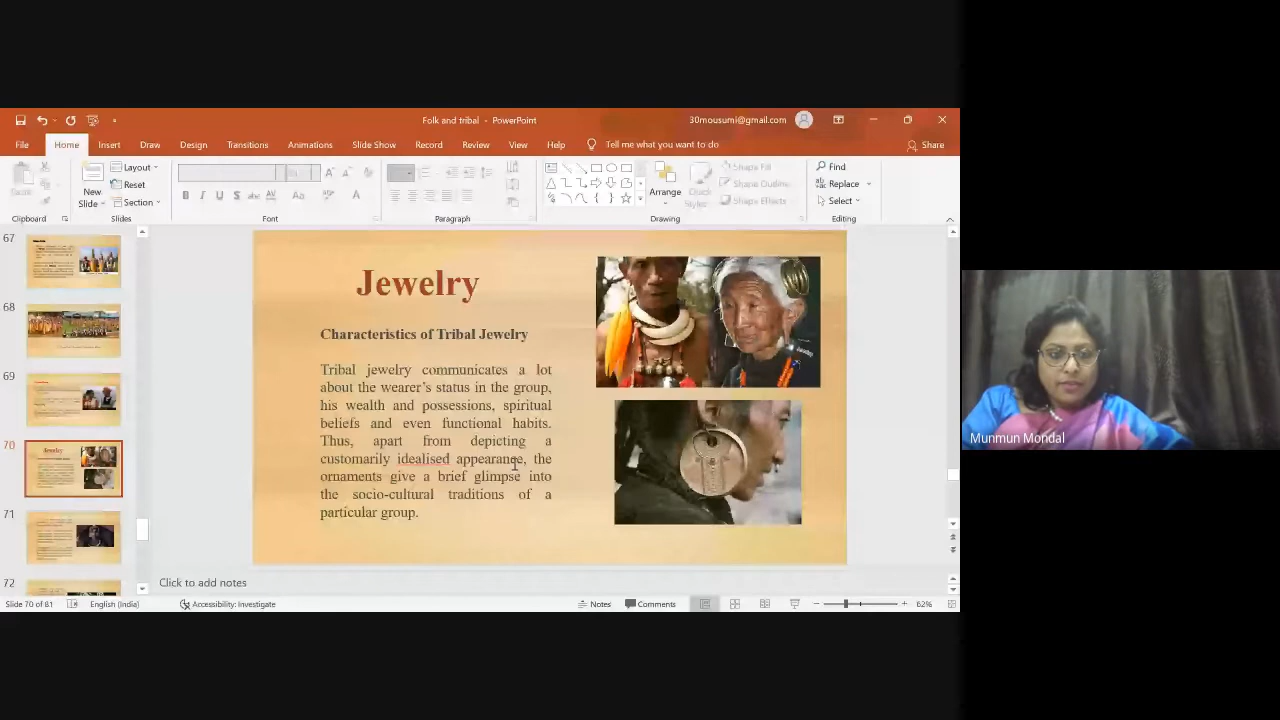 Folk and tribal - PowerPoint
30mousumi@gmail.com
File Home Insert Draw Design Transitions Animations Slide Show Record Review View Help Tell me what you want to do Share
Paste
New
Slide
Layout
Reset
Section
Arrange
Quick
Styles
Shape Fill
Shape Outline
Shape Effects
Find
Replace
Select
Clipboard Slides Font Paragraph Drawing Editing
67
68
69
70
71
72
Jewelry
Characteristics of Tribal Jewelry
Tribal jewelry communicates a lot
about the wearer's status in the group,
his wealth and possessions, spiritual
beliefs and even functional habits.
Thus, apart from depicting a
customarily idealised appearance, the
ornaments give a brief glimpse into
the socio-cultural traditions of a
particular group.
Click to add notes
Slide 70 of 81 English (India) Accessibility: Investigate Notes Comments 62%
Munmun Mondal